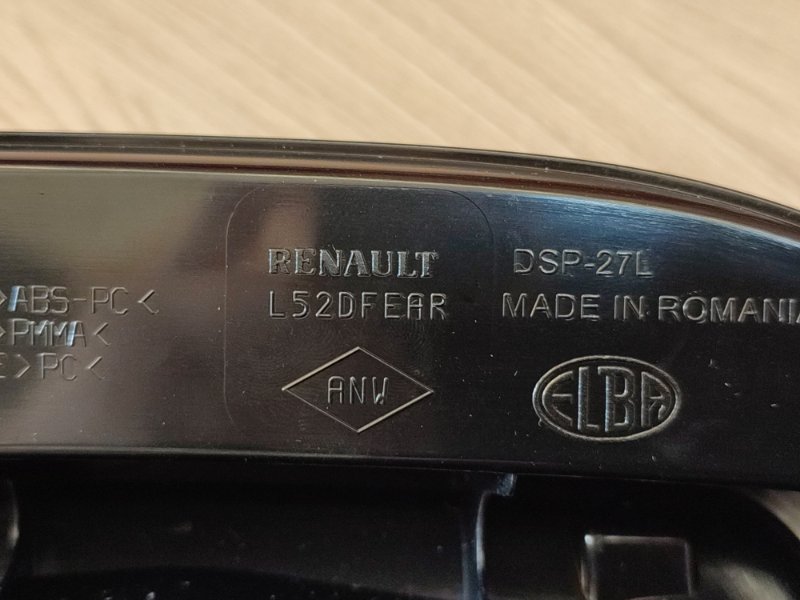 >ABS-PC<
>PMMA<
>PC<
RENAULT
L52DFEAR
ANW
DSP-27L
MADE IN ROMANIA
ELBA